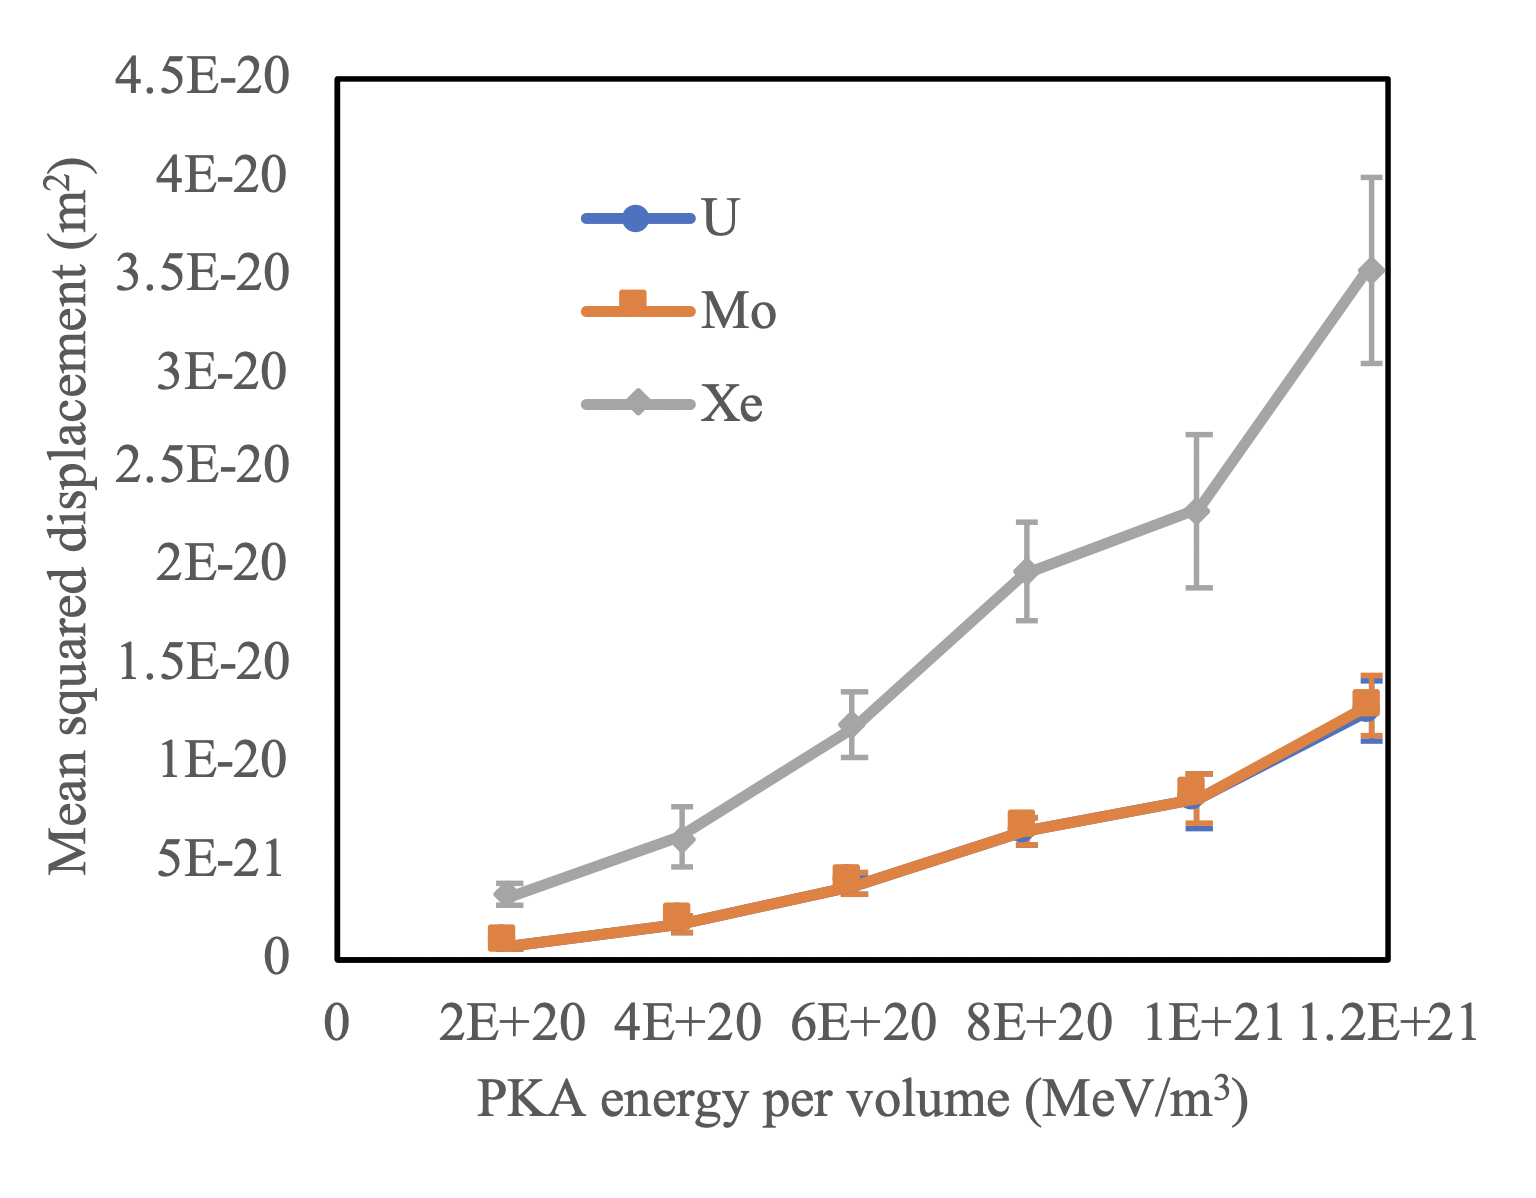 4.5E-20
4E-20
3.5E-20
3E-20
2.5E-20
2E-20
1.5E-20
1E-20
5E-21
0
Mean squared displacement (m²)
U
Mo
Xe
0 2E+20 4E+20 6E+20 8E+20 1E+21 1.2E+21
PKA energy per volume (MeV/m³)